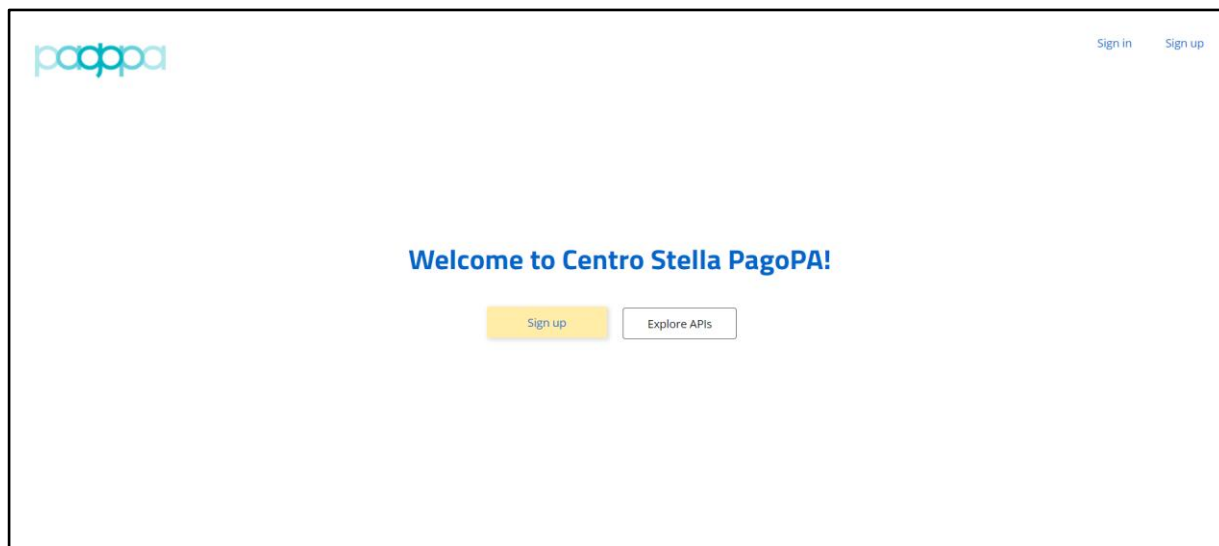 pagopa
Sign in
Sign up
Welcome to Centro Stella PagoPA!
Sign up
Explore APIs